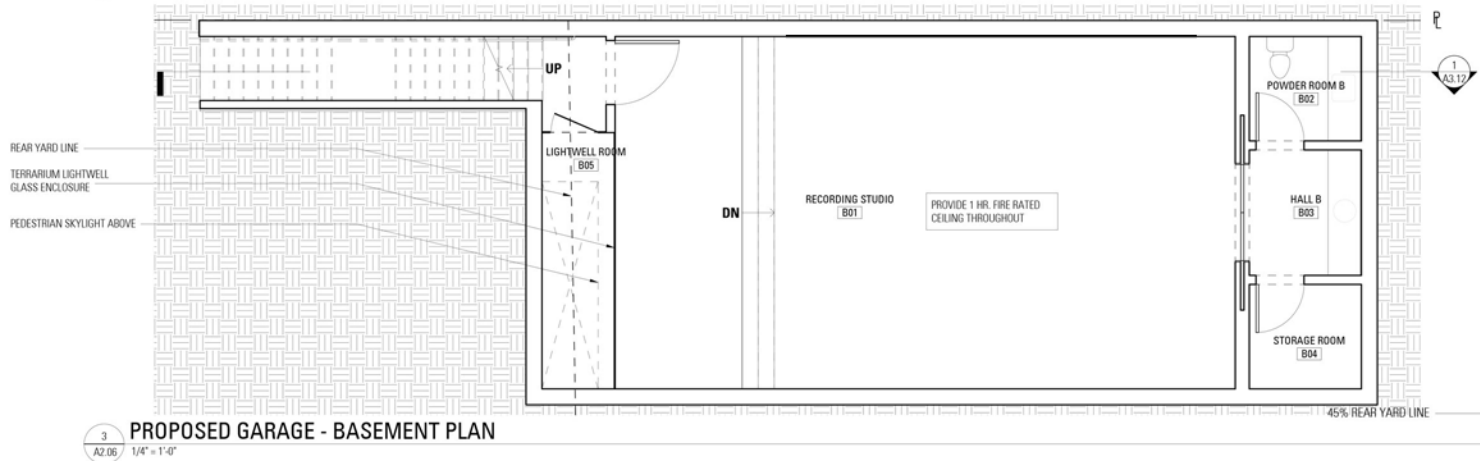 PL
1
A3.12
UP
POWDER ROOM B
B02
REAR YARD LINE
LIGHTWELL ROOM
B05
TERRARIUM LIGHTWELL
GLASS ENCLOSURE
PEDESTRIAN SKYLIGHT ABOVE
DN
RECORDING STUDIO
B01
PROVIDE 1 HR. FIRE RATED
CEILING THROUGHOUT
HALL B
B03
STORAGE ROOM
B04
45% REAR YARD LINE
3
A2.06
PROPOSED GARAGE - BASEMENT PLAN
1/4" = 1'-0"